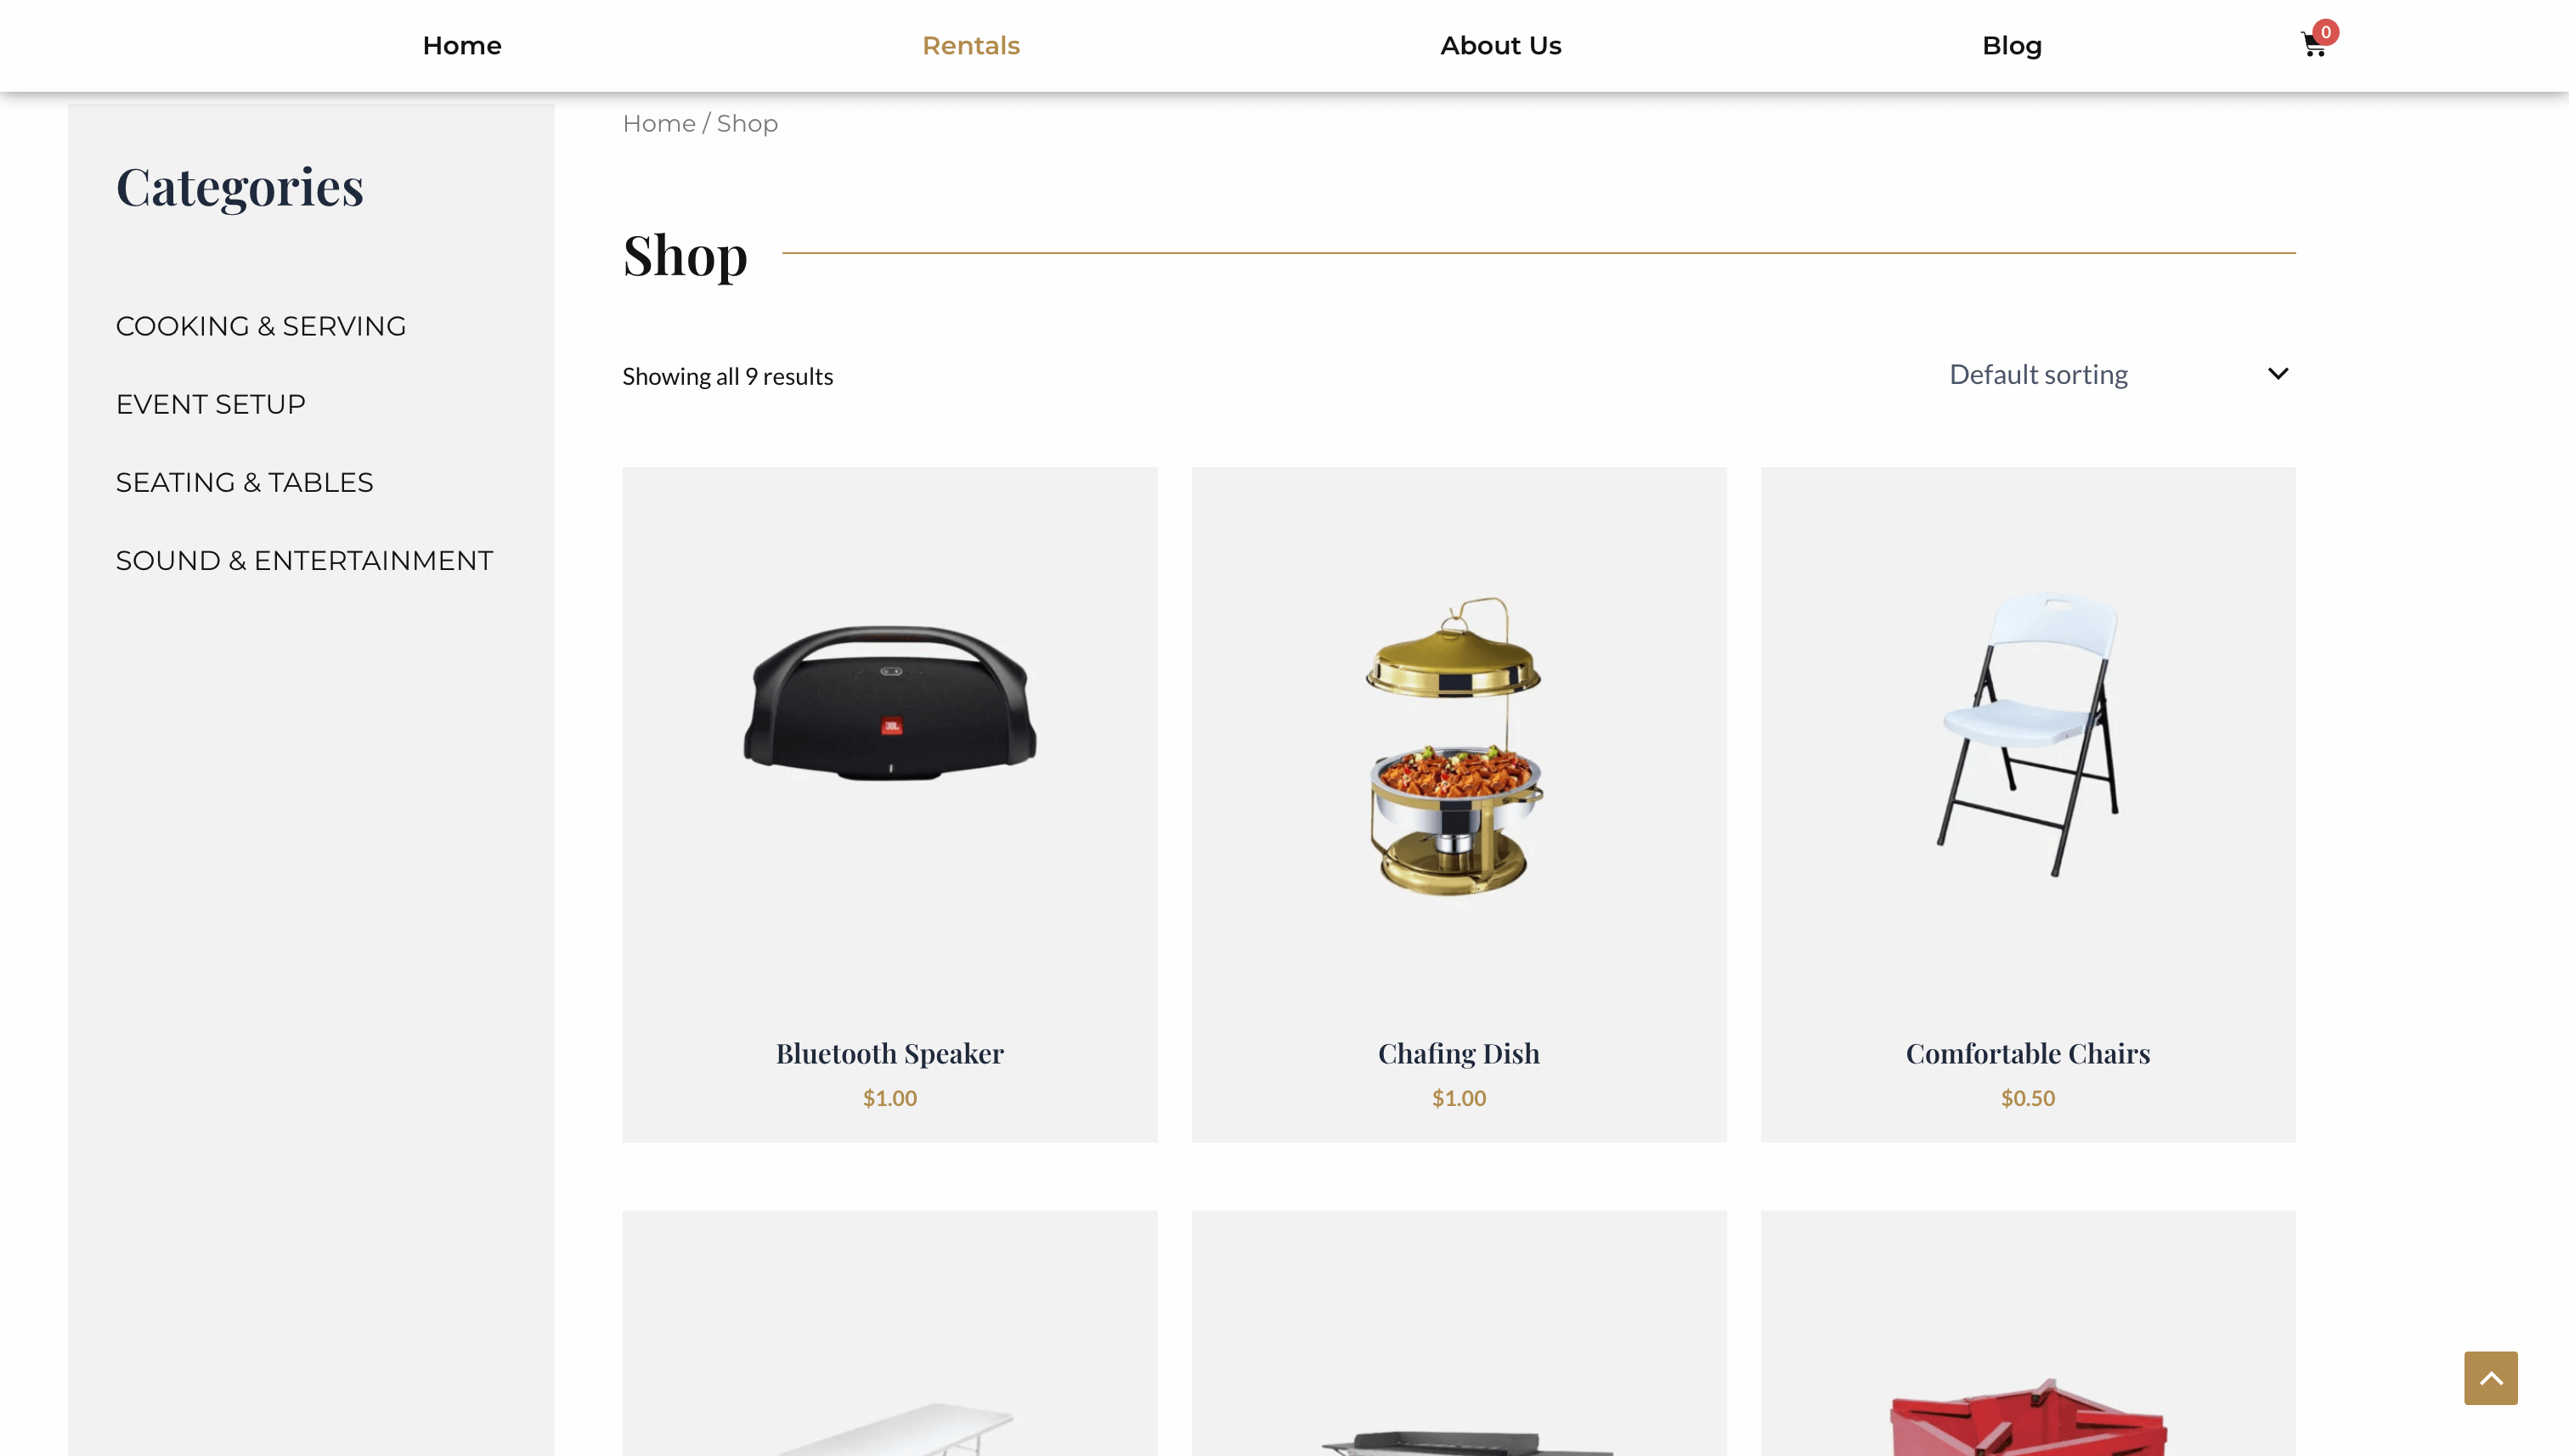 Home Rentals About Us Blog 0
Home / Shop
Categories
COOKING & SERVING
EVENT SETUP
SEATING & TABLES
SOUND & ENTERTAINMENT
Shop
Showing all 9 results Default sorting
JBL
Bluetooth Speaker
$1.00
Chafing Dish
$1.00
Comfortable Chairs
$0.50